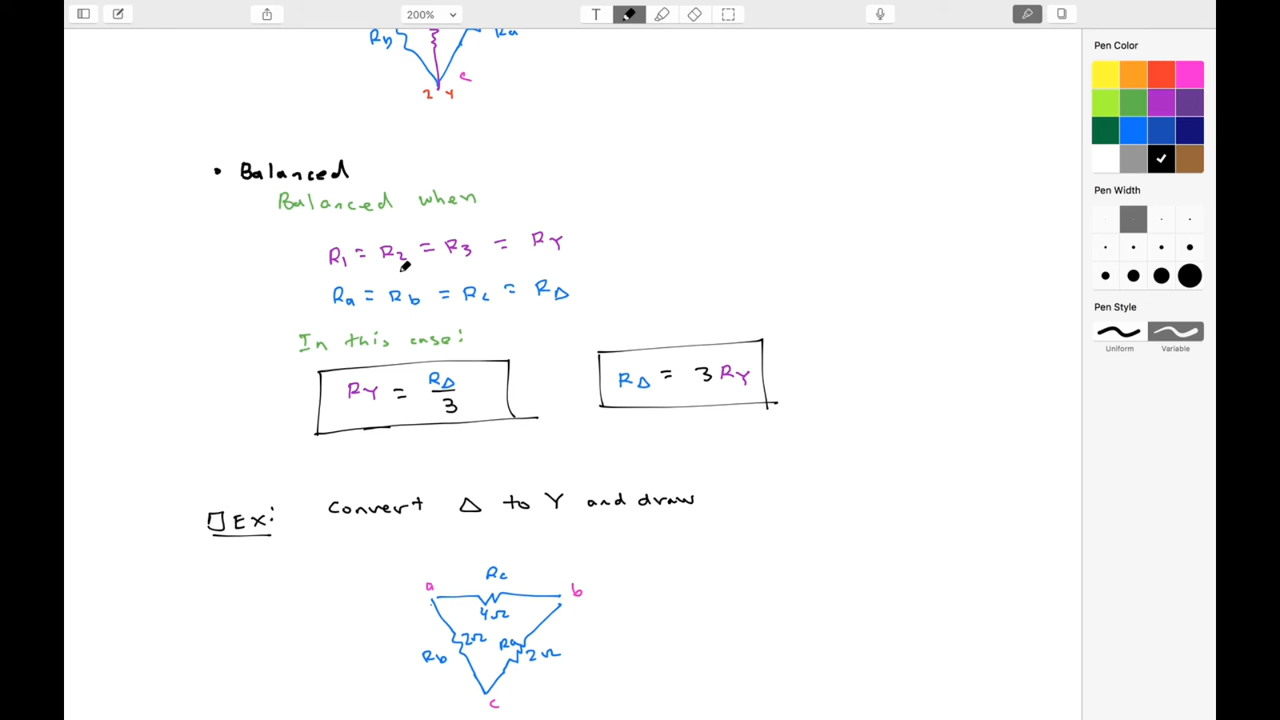 200%
T
Pen Color
Pen Width
Pen Style
Uniform
Variable
Rb
Ra
c
2 4
• Balanced
Balanced when
R1 = R2 = R3 = RY
Ra = Rb = Rc = RΔ
In this case:
RY = RΔ/3
RΔ = 3 RY
EX: Convert Δ to Y and draw
Rc
a
b
4Ω
2Ω
Ra
Rb
2Ω
c